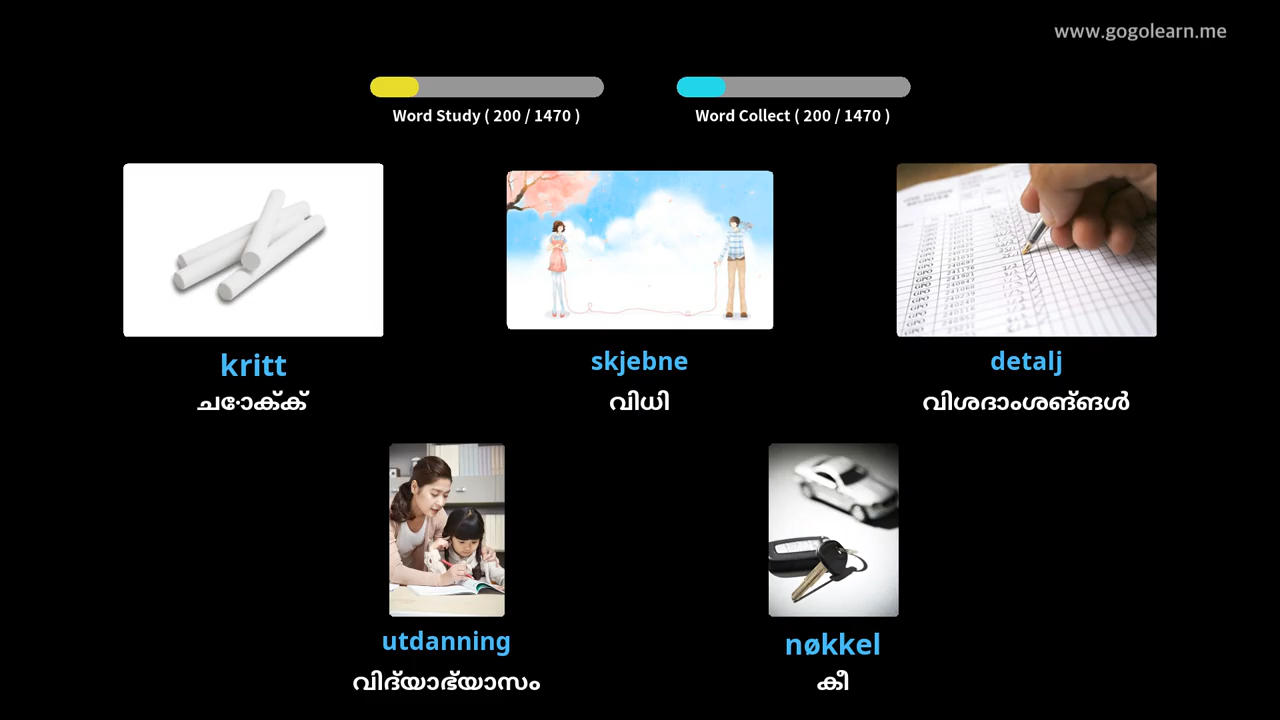 www.gogolearn.me
Word Study ( 200 / 1470 )
Word Collect ( 200 / 1470 )
kritt
ചോക്ക്
skjebne
വിധി
detalj
വിശദാംശങ്ങൾ
utdanning
വിദ്യാഭ്യാസം
nøkkel
കീ